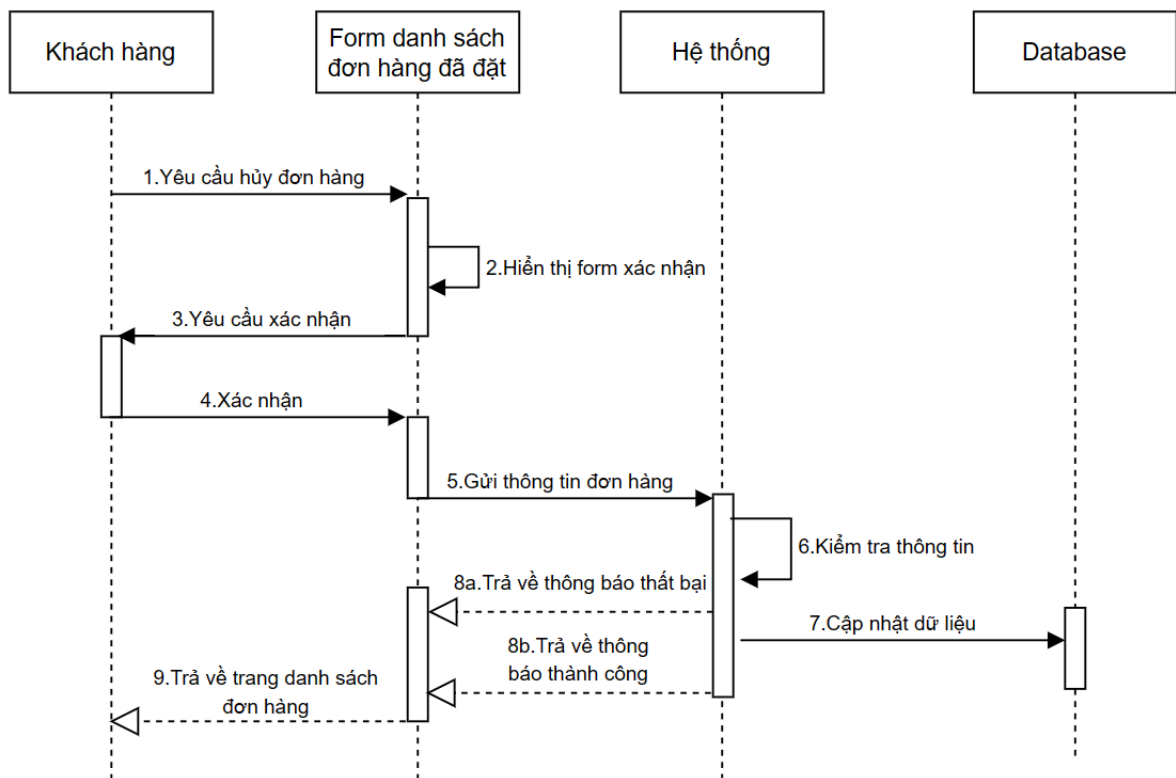 Khách hàng
Form danh sách
đơn hàng đã đặt
Hệ thống
Database
1.Yêu cầu hủy đơn hàng
2.Hiển thị form xác nhận
3.Yêu cầu xác nhận
4.Xác nhận
5.Gửi thông tin đơn hàng
6.Kiểm tra thông tin
8a.Trả về thông báo thất bại
7.Cập nhật dữ liệu
8b.Trả về thông
báo thành công
9.Trả về trang danh sách
đơn hàng